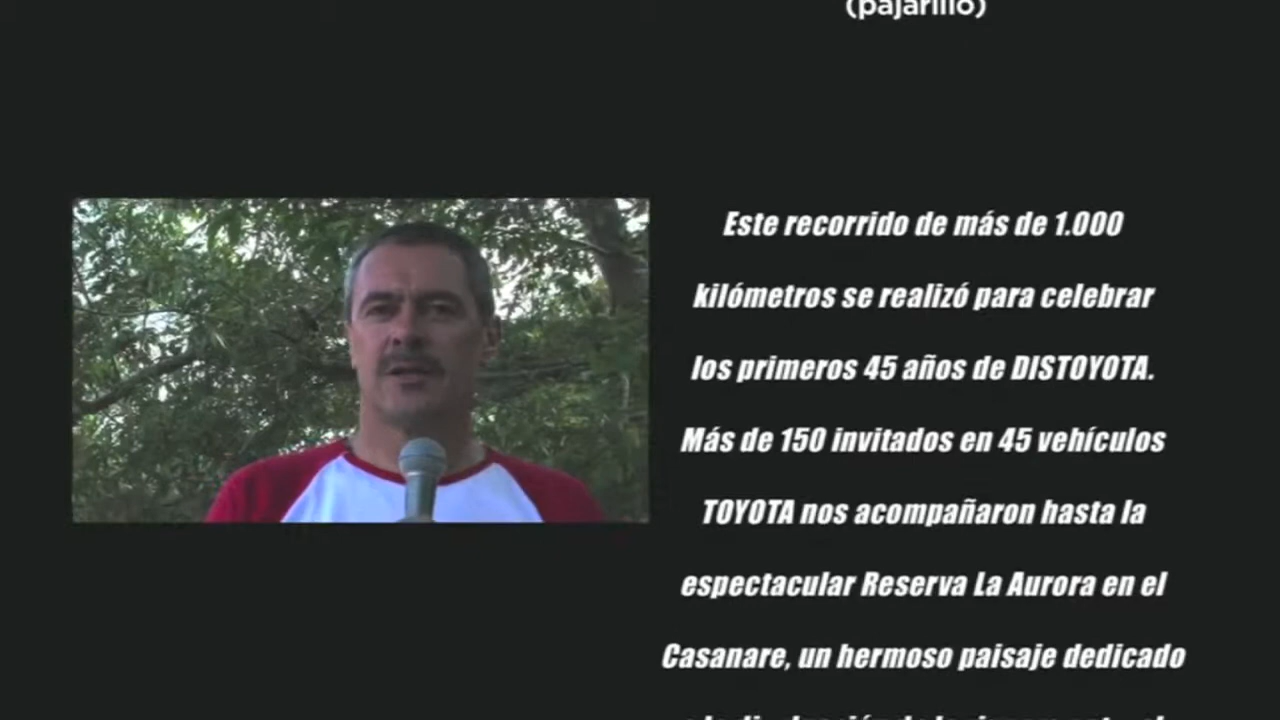 (pajarillo)
Este recorrido de más de 1.000
kilómetros se realizó para celebrar
los primeros 45 años de DISTOYOTA.
Más de 150 invitados en 45 vehículos
TOYOTA nos acompañaron hasta la
espectacular Reserva La Aurora en el
Casanare, un hermoso paisaje dedicado